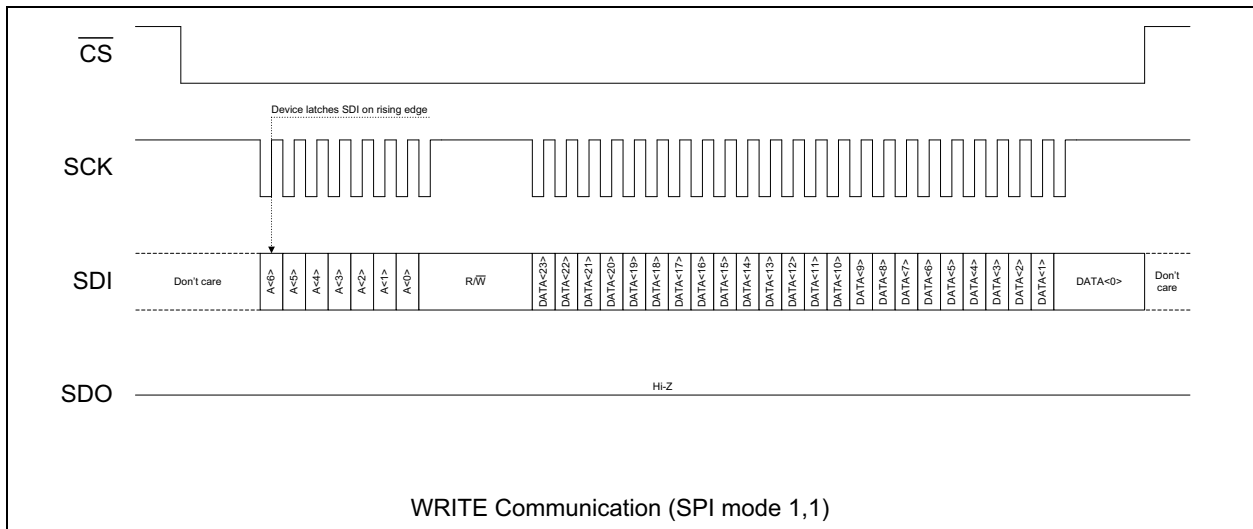 CS
Device latches SDI on rising edge
SCK
SDI
Don't care
A<6>
A<5>
A<4>
A<3>
A<2>
A<1>
A<0>
R/W
DATA<23>
DATA<22>
DATA<21>
DATA<20>
DATA<19>
DATA<18>
DATA<17>
DATA<16>
DATA<15>
DATA<14>
DATA<13>
DATA<12>
DATA<11>
DATA<10>
DATA<9>
DATA<8>
DATA<7>
DATA<6>
DATA<5>
DATA<4>
DATA<3>
DATA<2>
DATA<1>
DATA<0>
Don't
care
SDO
Hi-Z
WRITE Communication (SPI mode 1,1)